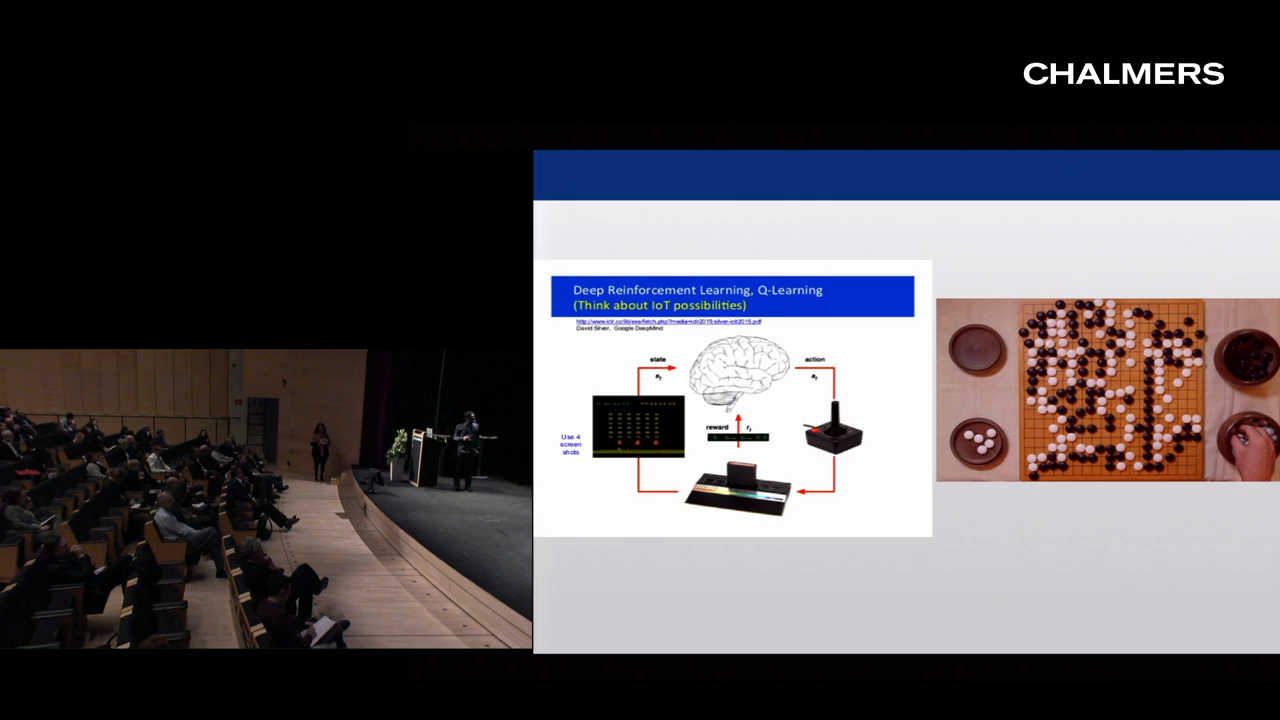 CHALMERS
Deep Reinforcement Learning, Q-Learning
(Think about IoT possibilities)
David Silver, Google DeepMind
state
action
reward
Use 4
screen
shots